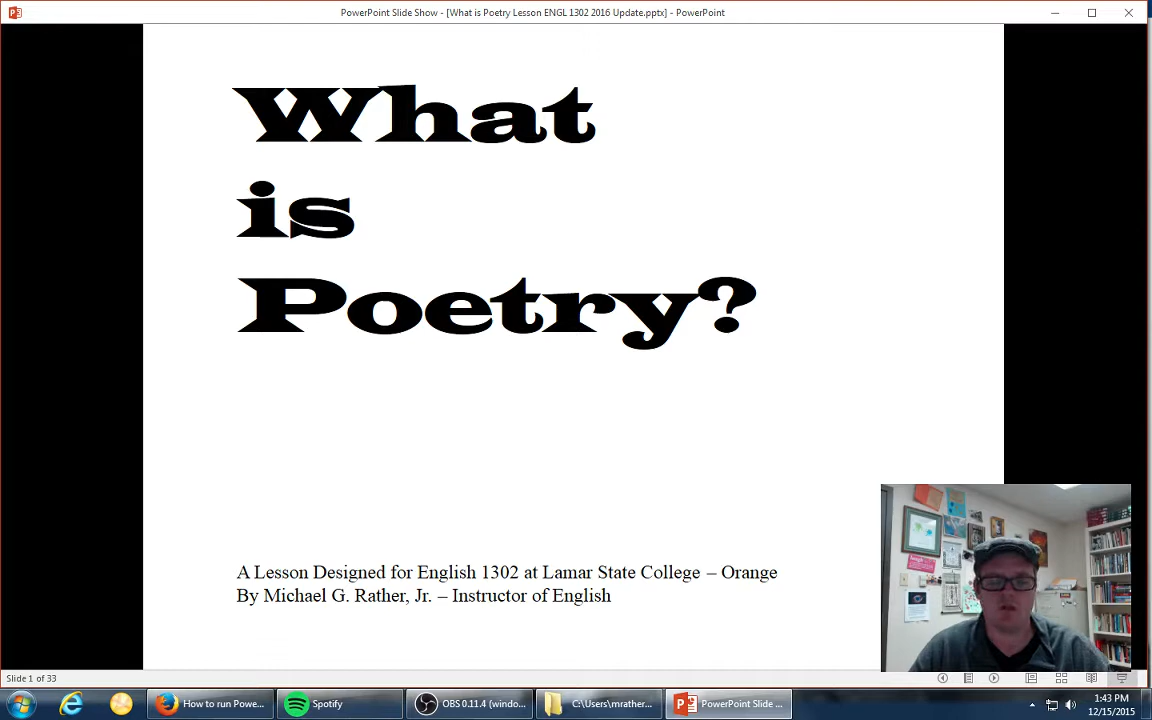 PowerPoint Slide Show - [What is Poetry Lesson ENGL 1302 2016 Update.pptx] - PowerPoint
What
is
Poetry?
A Lesson Designed for English 1302 at Lamar State College – Orange
By Michael G. Rather, Jr. – Instructor of English
Slide 1 of 33
How to run Powe...
Spotify
OBS 0.11.4 (windo...
C:\Users\mrather...
PowerPoint Slide ...
1:43 PM
12/15/2015